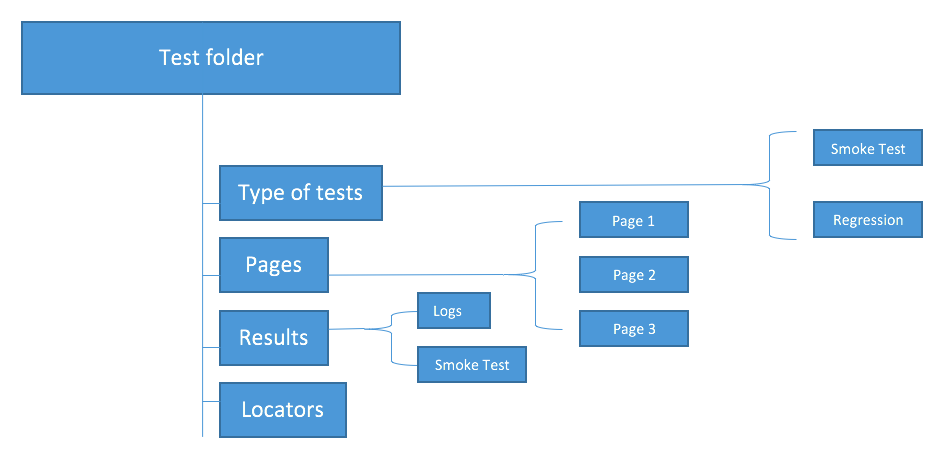 Test folder
Type of tests
Smoke Test
Regression
Pages
Page 1
Page 2
Page 3
Results
Logs
Smoke Test
Locators